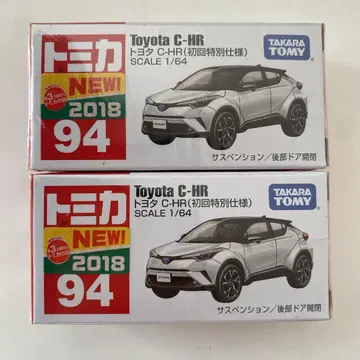 トミカ
NEW!
2018
94
Toyota C-HR
トヨタ C-HR(初回特別仕様)
SCALE 1/64
TAKARA TOMY
サスペンション/後部ドア開閉
トミカ
NEW!
2018
94
Toyota C-HR
トヨタ C-HR(初回特別仕様)
SCALE 1/64
TAKARA TOMY
サスペンション/後部ドア開閉